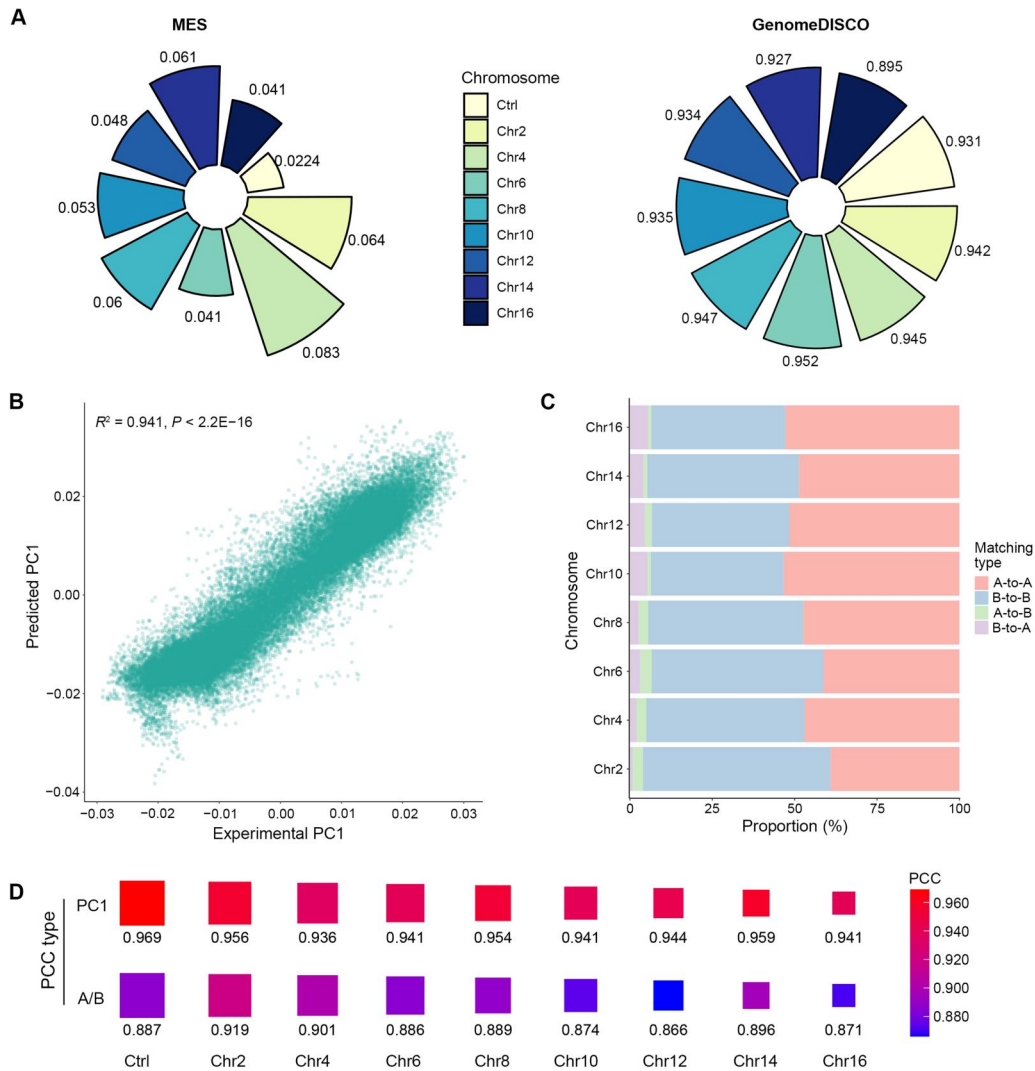 A
MES
GenomeDISCO
0.061
0.041
0.048
0.0224
0.053
0.064
0.06
0.041
0.083
Chromosome
Ctrl
Chr2
Chr4
Chr6
Chr8
Chr10
Chr12
Chr14
Chr16
0.927
0.895
0.934
0.931
0.935
0.942
0.947
0.945
0.952
B
R² = 0.941, P < 2.2E−16
Predicted PC1
0.02
0.00
−0.02
−0.04
−0.03 −0.02 −0.01 0.00 0.01 0.02 0.03
Experimental PC1
C
Chromosome
Chr16
Chr14
Chr12
Chr10
Chr8
Chr6
Chr4
Chr2
0 25 50 75 100
Proportion (%)
Matching
type
A-to-A
B-to-B
A-to-B
B-to-A
D
PCC type
PC1
0.969 0.956 0.936 0.941 0.954 0.941 0.944 0.959 0.941
A/B
0.887 0.919 0.901 0.886 0.889 0.874 0.866 0.896 0.871
Ctrl Chr2 Chr4 Chr6 Chr8 Chr10 Chr12 Chr14 Chr16
PCC
0.960
0.940
0.920
0.900
0.880